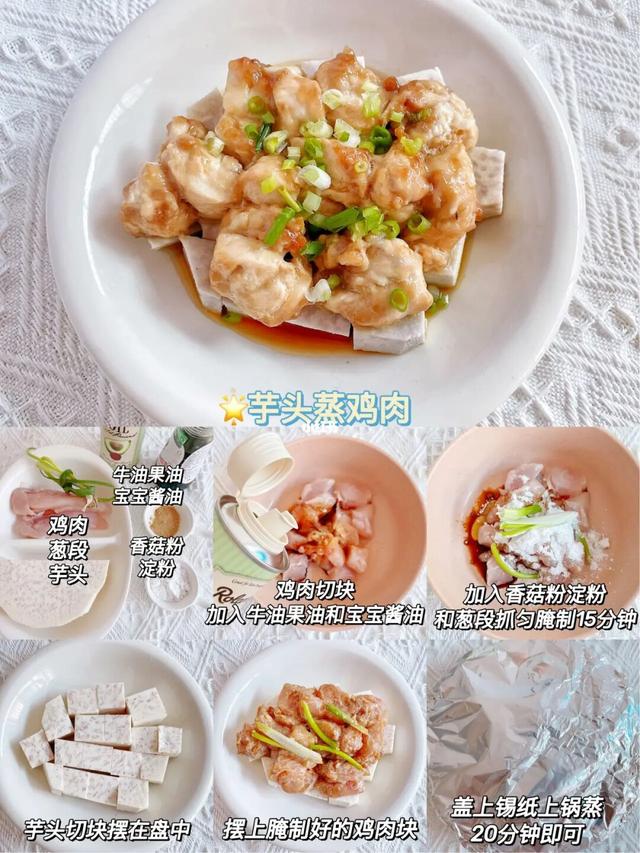 🌟芋头蒸鸡肉
牛油果油
宝宝酱油
鸡肉
葱段
芋头
香菇粉
淀粉
鸡肉切块
加入牛油果油和宝宝酱油
加入香菇粉淀粉
和葱段抓匀腌制15分钟
芋头切块摆在盘中
摆上腌制好的鸡肉块
盖上锡纸上锅蒸
20分钟即可